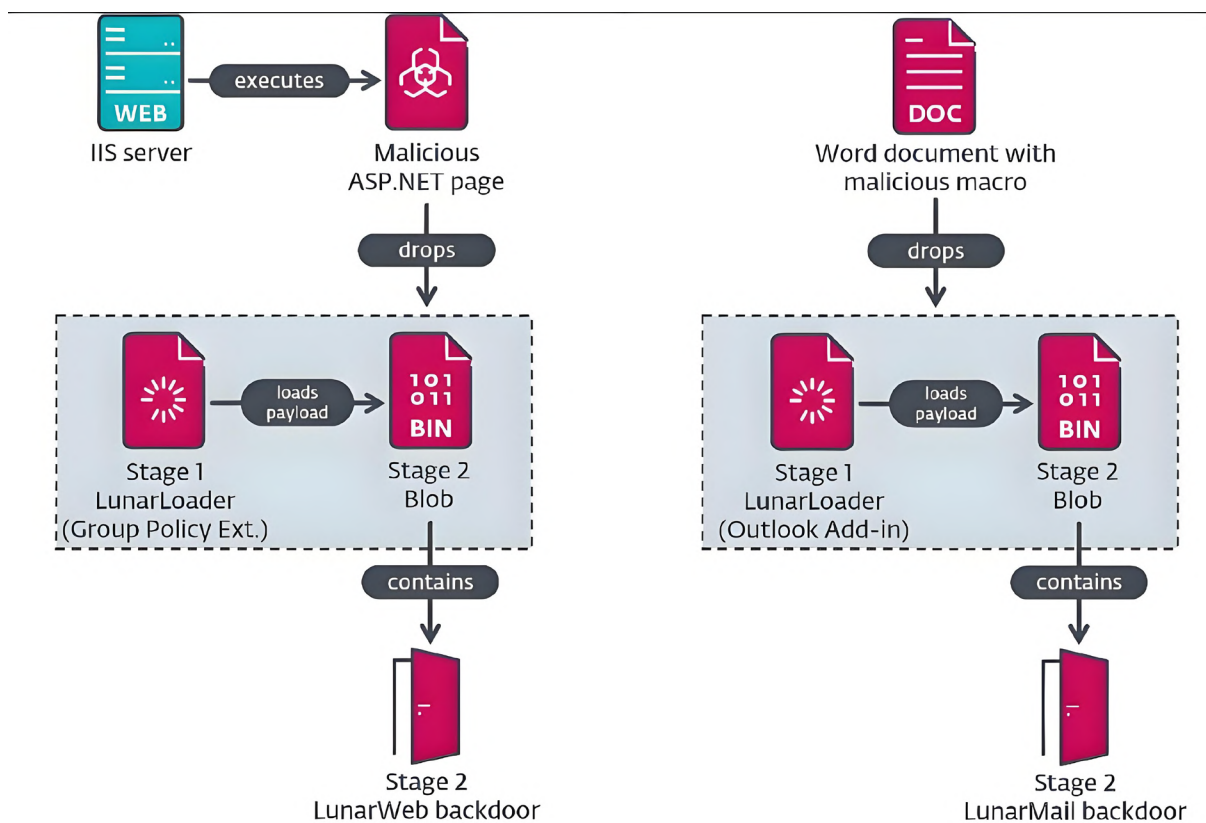 WEB
IIS server
executes
Malicious
ASP.NET page
drops
Stage 1
LunarLoader
(Group Policy Ext.)
loads
payload
101
011
BIN
Stage 2
Blob
contains
Stage 2
LunarWeb backdoor
DOC
Word document with
malicious macro
drops
Stage 1
LunarLoader
(Outlook Add-in)
loads
payload
101
011
BIN
Stage 2
Blob
contains
Stage 2
LunarMail backdoor